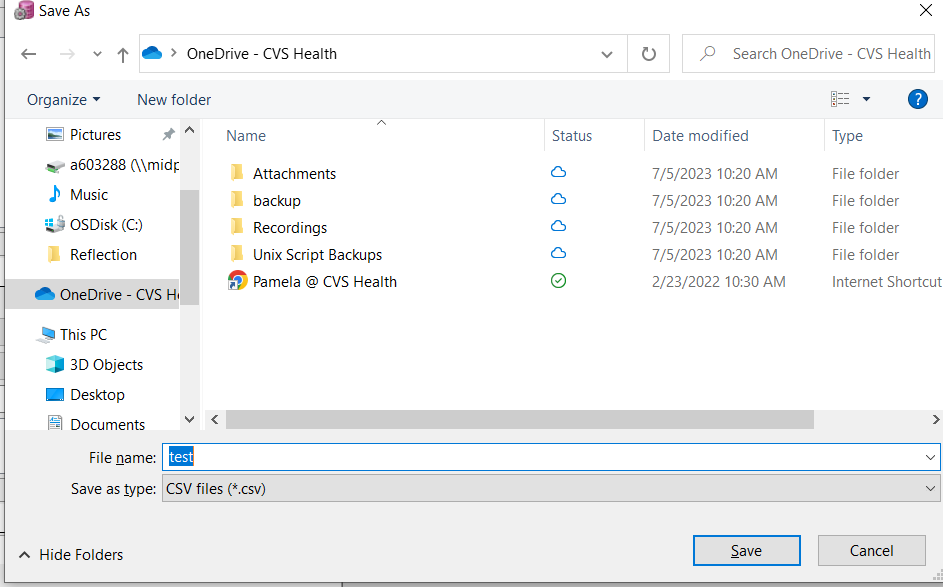 Save As
OneDrive - CVS Health
Search OneDrive - CVS Health
Organize
New folder
?
Name Status Date modified Type
Pictures
a603288 (\\midp
Music
OSDisk (C:)
Reflection
OneDrive - CVS He
This PC
3D Objects
Desktop
Documents
Attachments 7/5/2023 10:20 AM File folder
backup 7/5/2023 10:20 AM File folder
Recordings 7/5/2023 10:20 AM File folder
Unix Script Backups 7/5/2023 10:20 AM File folder
Pamela @ CVS Health 2/23/2022 10:30 AM Internet Shortcut
File name: test
Save as type: CSV files (*.csv)
Hide Folders
Save
Cancel